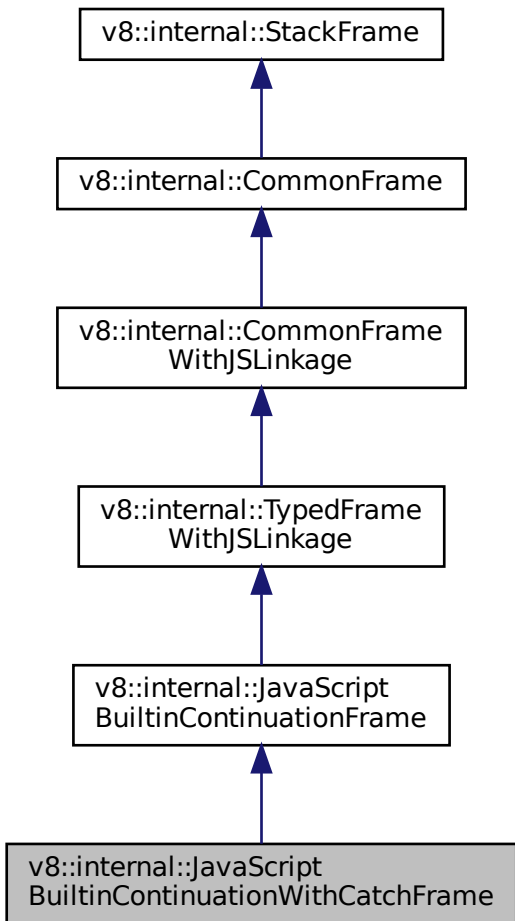 v8::internal::StackFrame
v8::internal::CommonFrame
v8::internal::CommonFrame
WithJSLinkage
v8::internal::TypedFrame
WithJSLinkage
v8::internal::JavaScript
BuiltinContinuationFrame
v8::internal::JavaScript
BuiltinContinuationWithCatchFrame